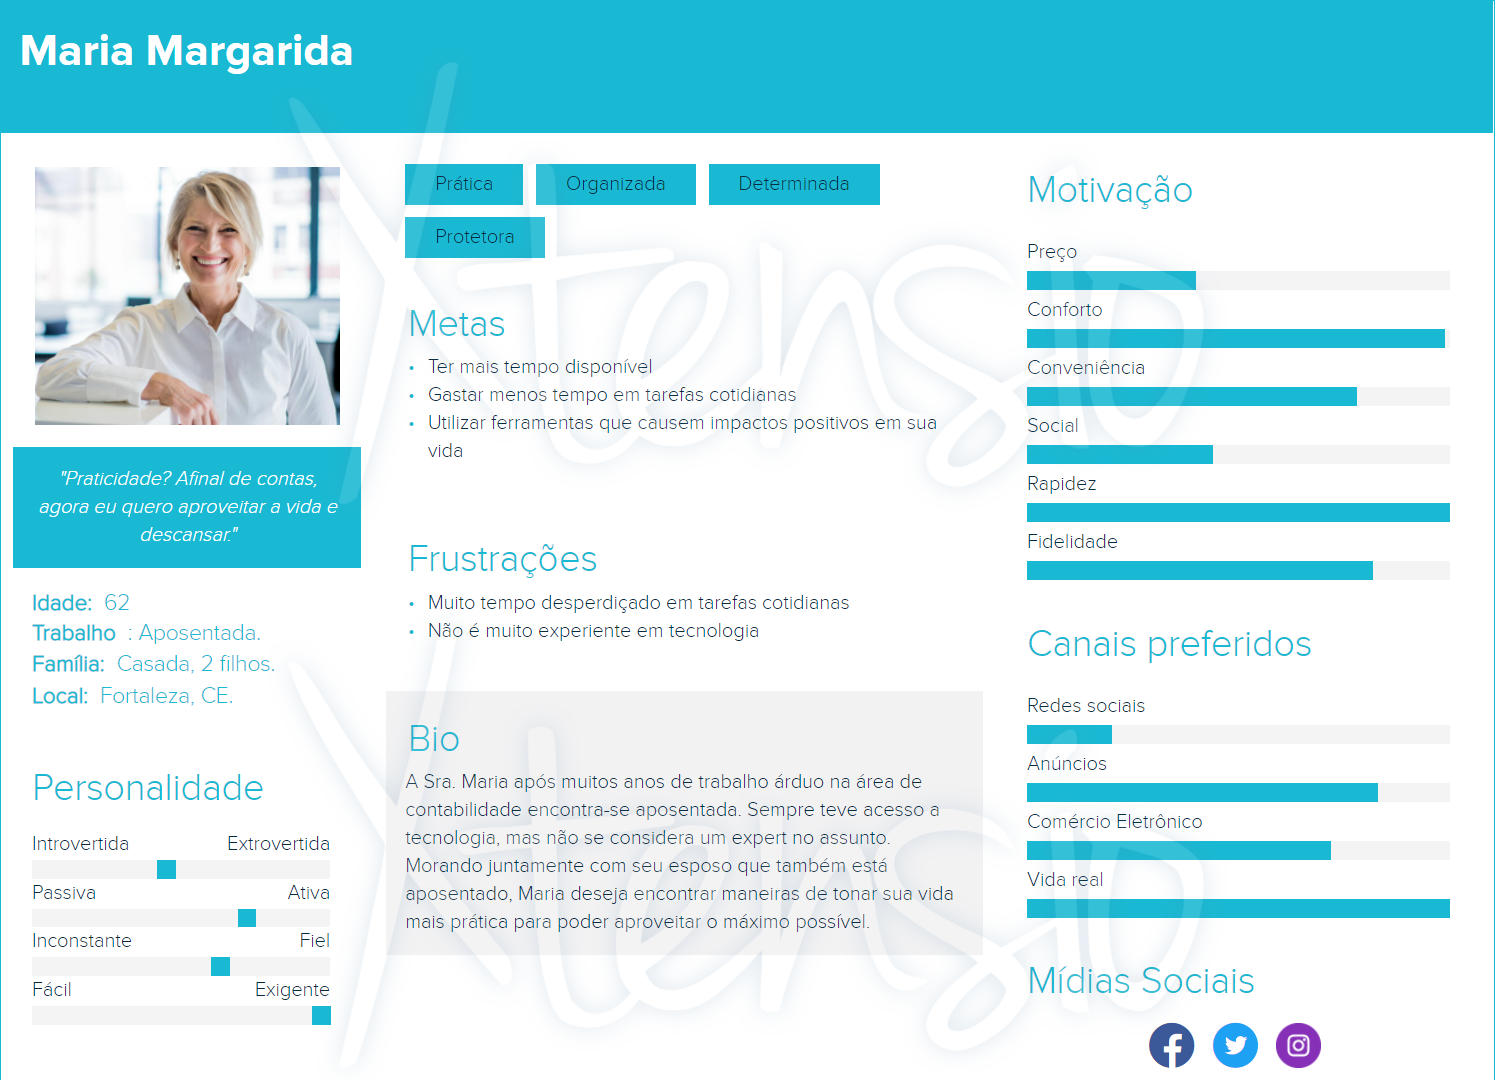 Maria Margarida
"Praticidade? Afinal de contas,
agora eu quero aproveitar a vida e
descansar."
Idade: 62
Trabalho : Aposentada.
Família: Casada, 2 filhos.
Local: Fortaleza, CE.
Personalidade
Introvertida Extrovertida
Passiva Ativa
Inconstante Fiel
Fácil Exigente
Prática Organizada Determinada
Protetora
Metas
• Ter mais tempo disponível
• Gastar menos tempo em tarefas cotidianas
• Utilizar ferramentas que causem impactos positivos em sua
vida
Frustrações
• Muito tempo desperdiçado em tarefas cotidianas
• Não é muito experiente em tecnologia
Bio
A Sra. Maria após muitos anos de trabalho árduo na área de
contabilidade encontra-se aposentada. Sempre teve acesso a
tecnologia, mas não se considera um expert no assunto.
Morando juntamente com seu esposo que também está
aposentado, Maria deseja encontrar maneiras de tonar sua vida
mais prática para poder aproveitar o máximo possível.
Motivação
Preço
Conforto
Conveniência
Social
Rapidez
Fidelidade
Canais preferidos
Redes sociais
Anúncios
Comércio Eletrônico
Vida real
Mídias Sociais
Xtensio
Xtensio